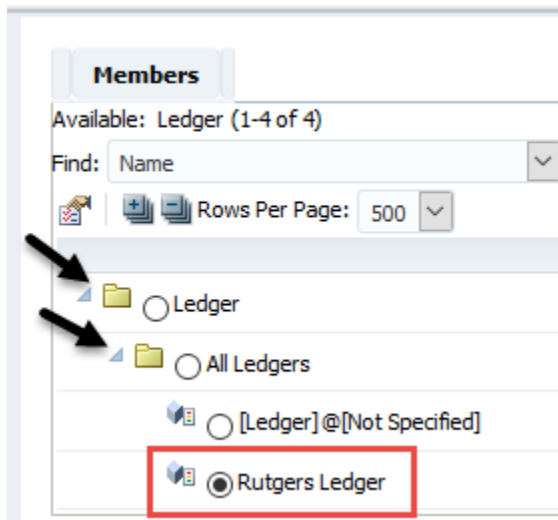 Members
Available: Ledger (1-4 of 4)
Find: Name
Rows Per Page: 500
Ledger
All Ledgers
[Ledger]@[Not Specified]
Rutgers Ledger